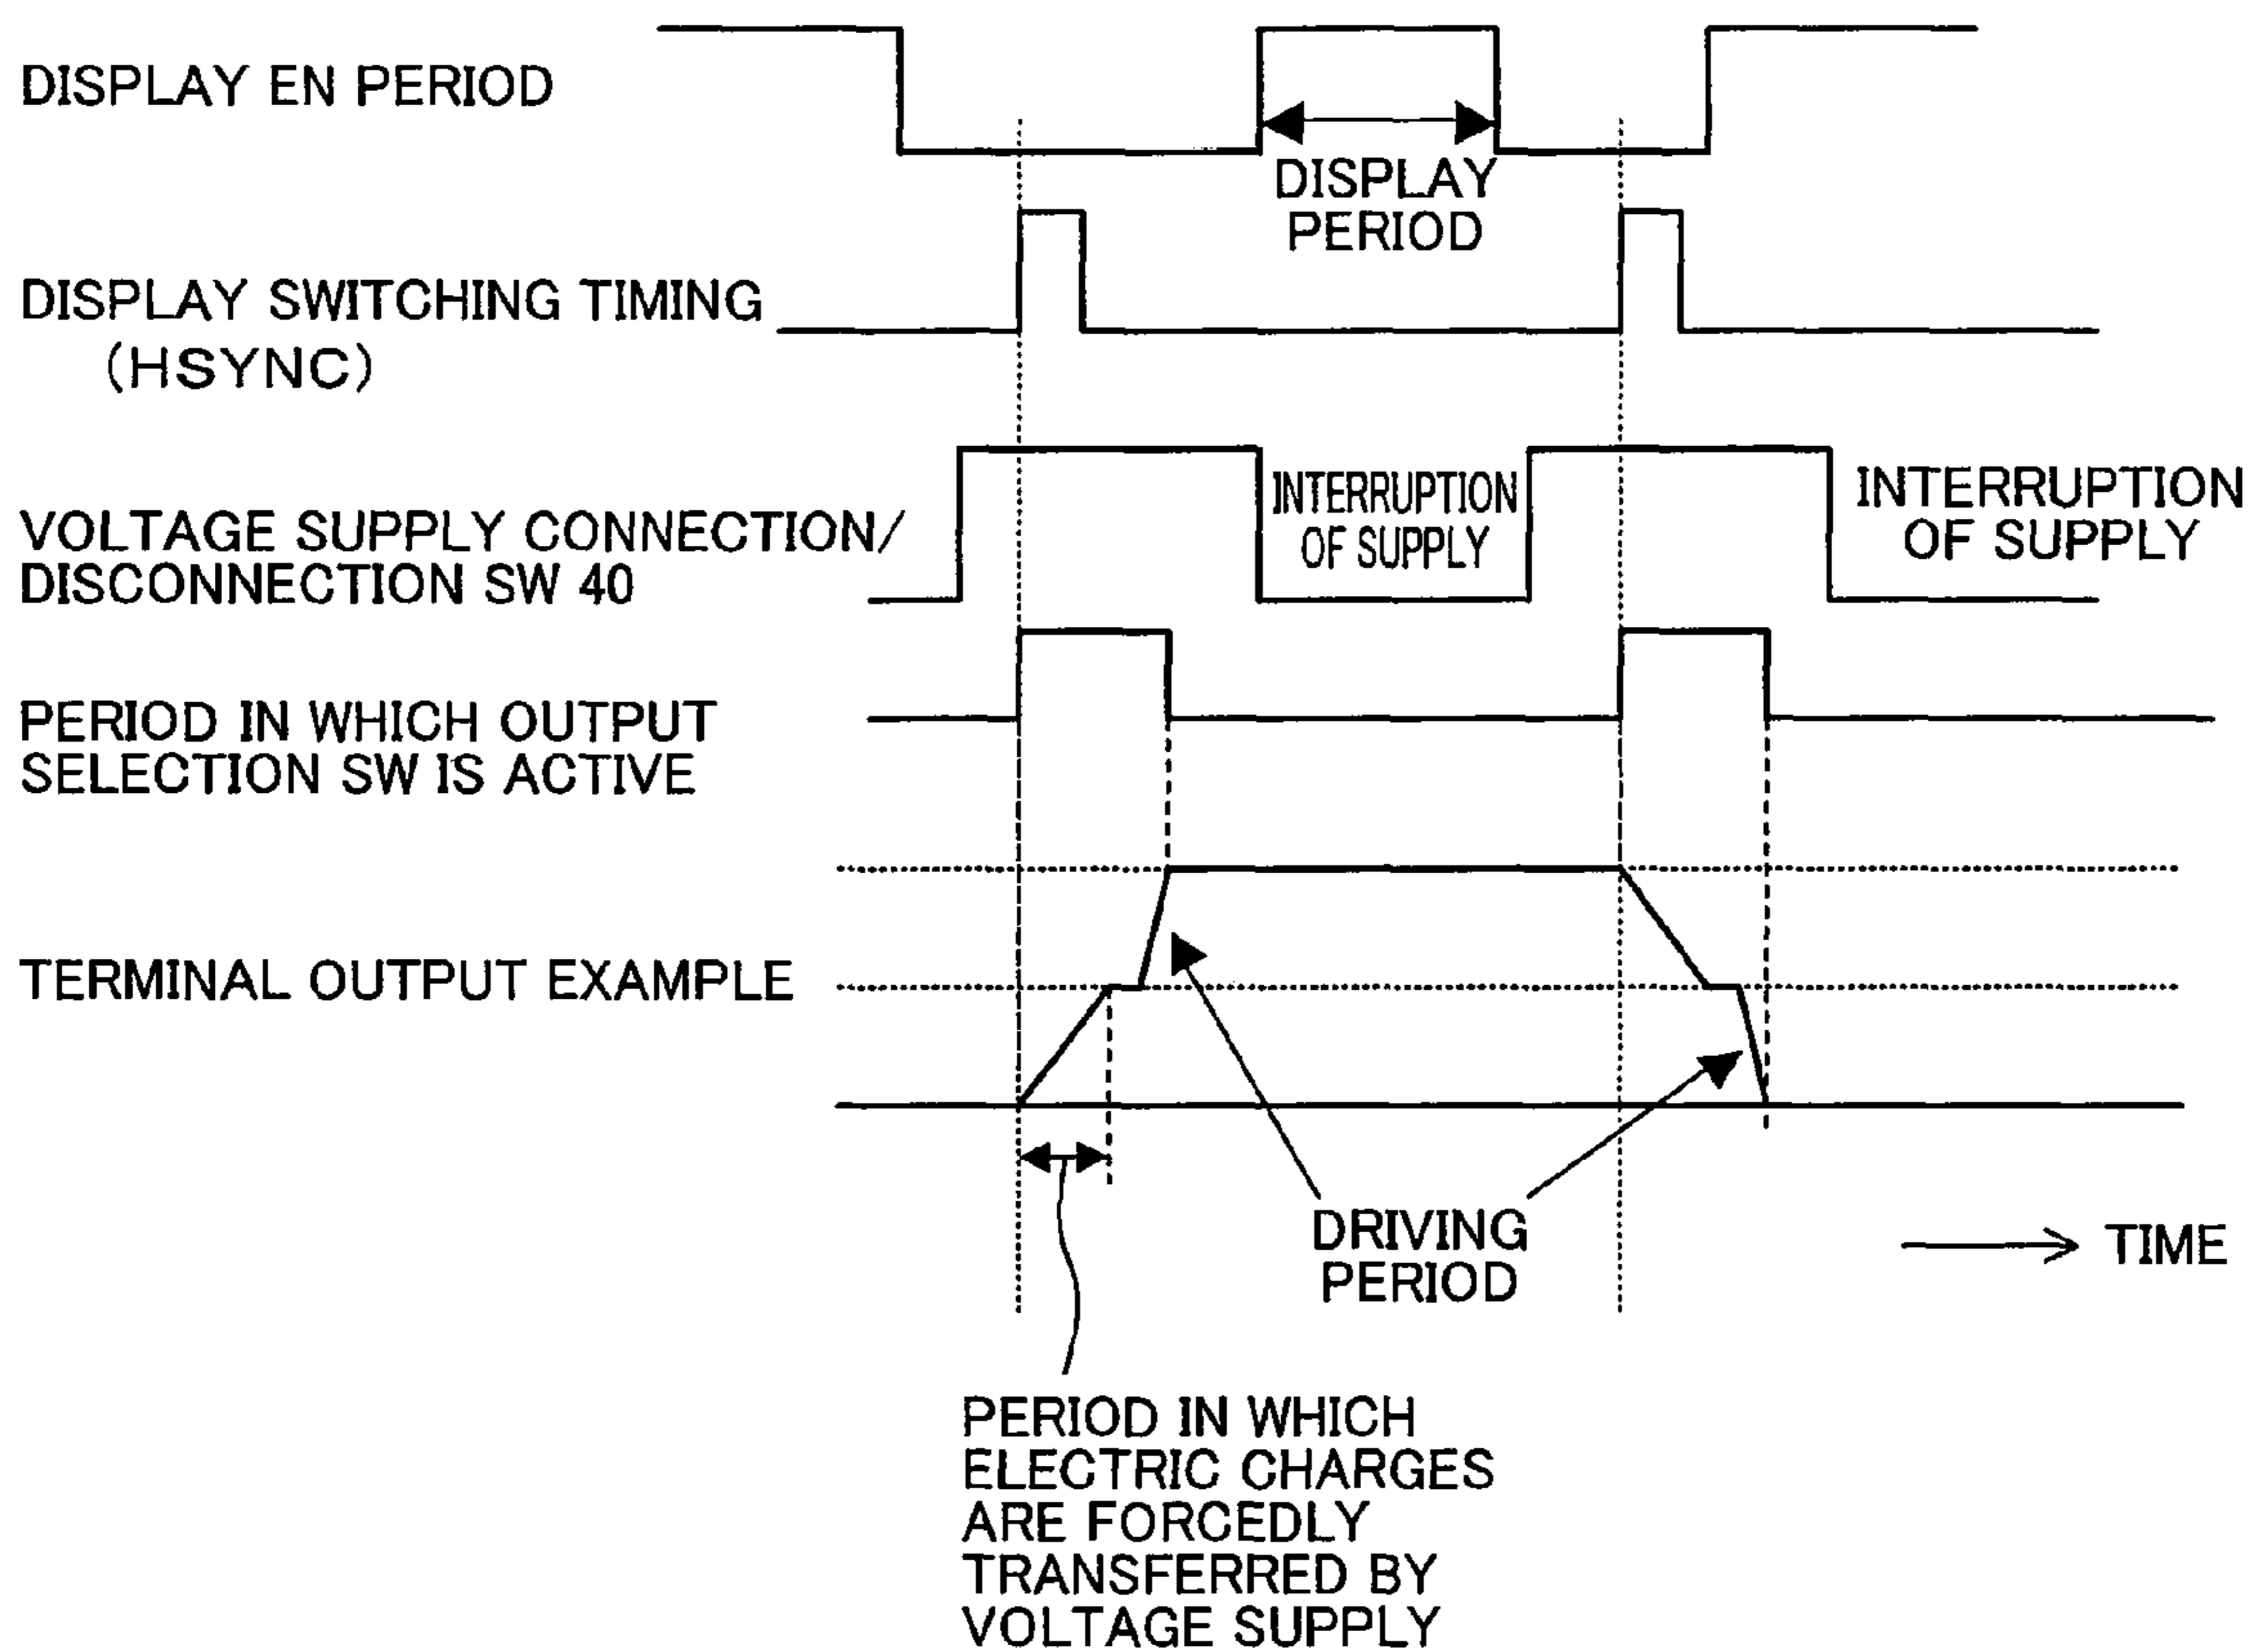 DISPLAY EN PERIOD
DISPLAY
PERIOD
DISPLAY SWITCHING TIMING
(HSYNC)
INTERRUPTION
OF SUPPLY
INTERRUPTION
OF SUPPLY
VOLTAGE SUPPLY CONNECTION/
DISCONNECTION SW 40
PERIOD IN WHICH OUTPUT
SELECTION SW IS ACTIVE
TERMINAL OUTPUT EXAMPLE
DRIVING
PERIOD
TIME
PERIOD IN WHICH
ELECTRIC CHARGES
ARE FORCEDLY
TRANSFERRED BY
VOLTAGE SUPPLY